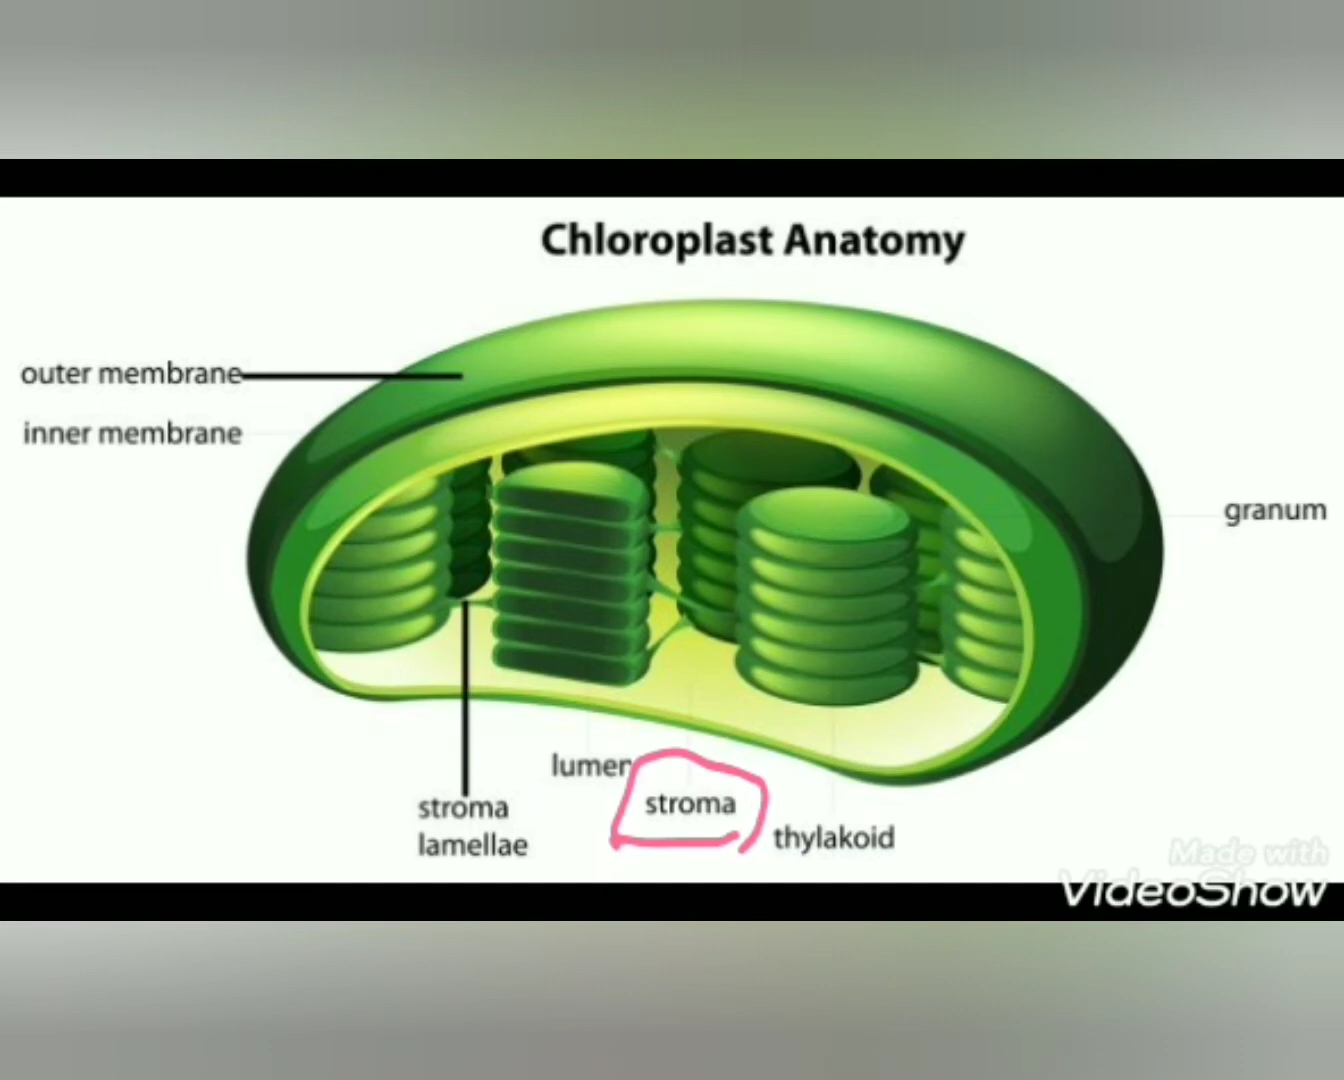 Chloroplast Anatomy
outer membrane
inner membrane
granum
lumen
stroma
stroma
lamellae
thylakoid
Made with
VideoShow